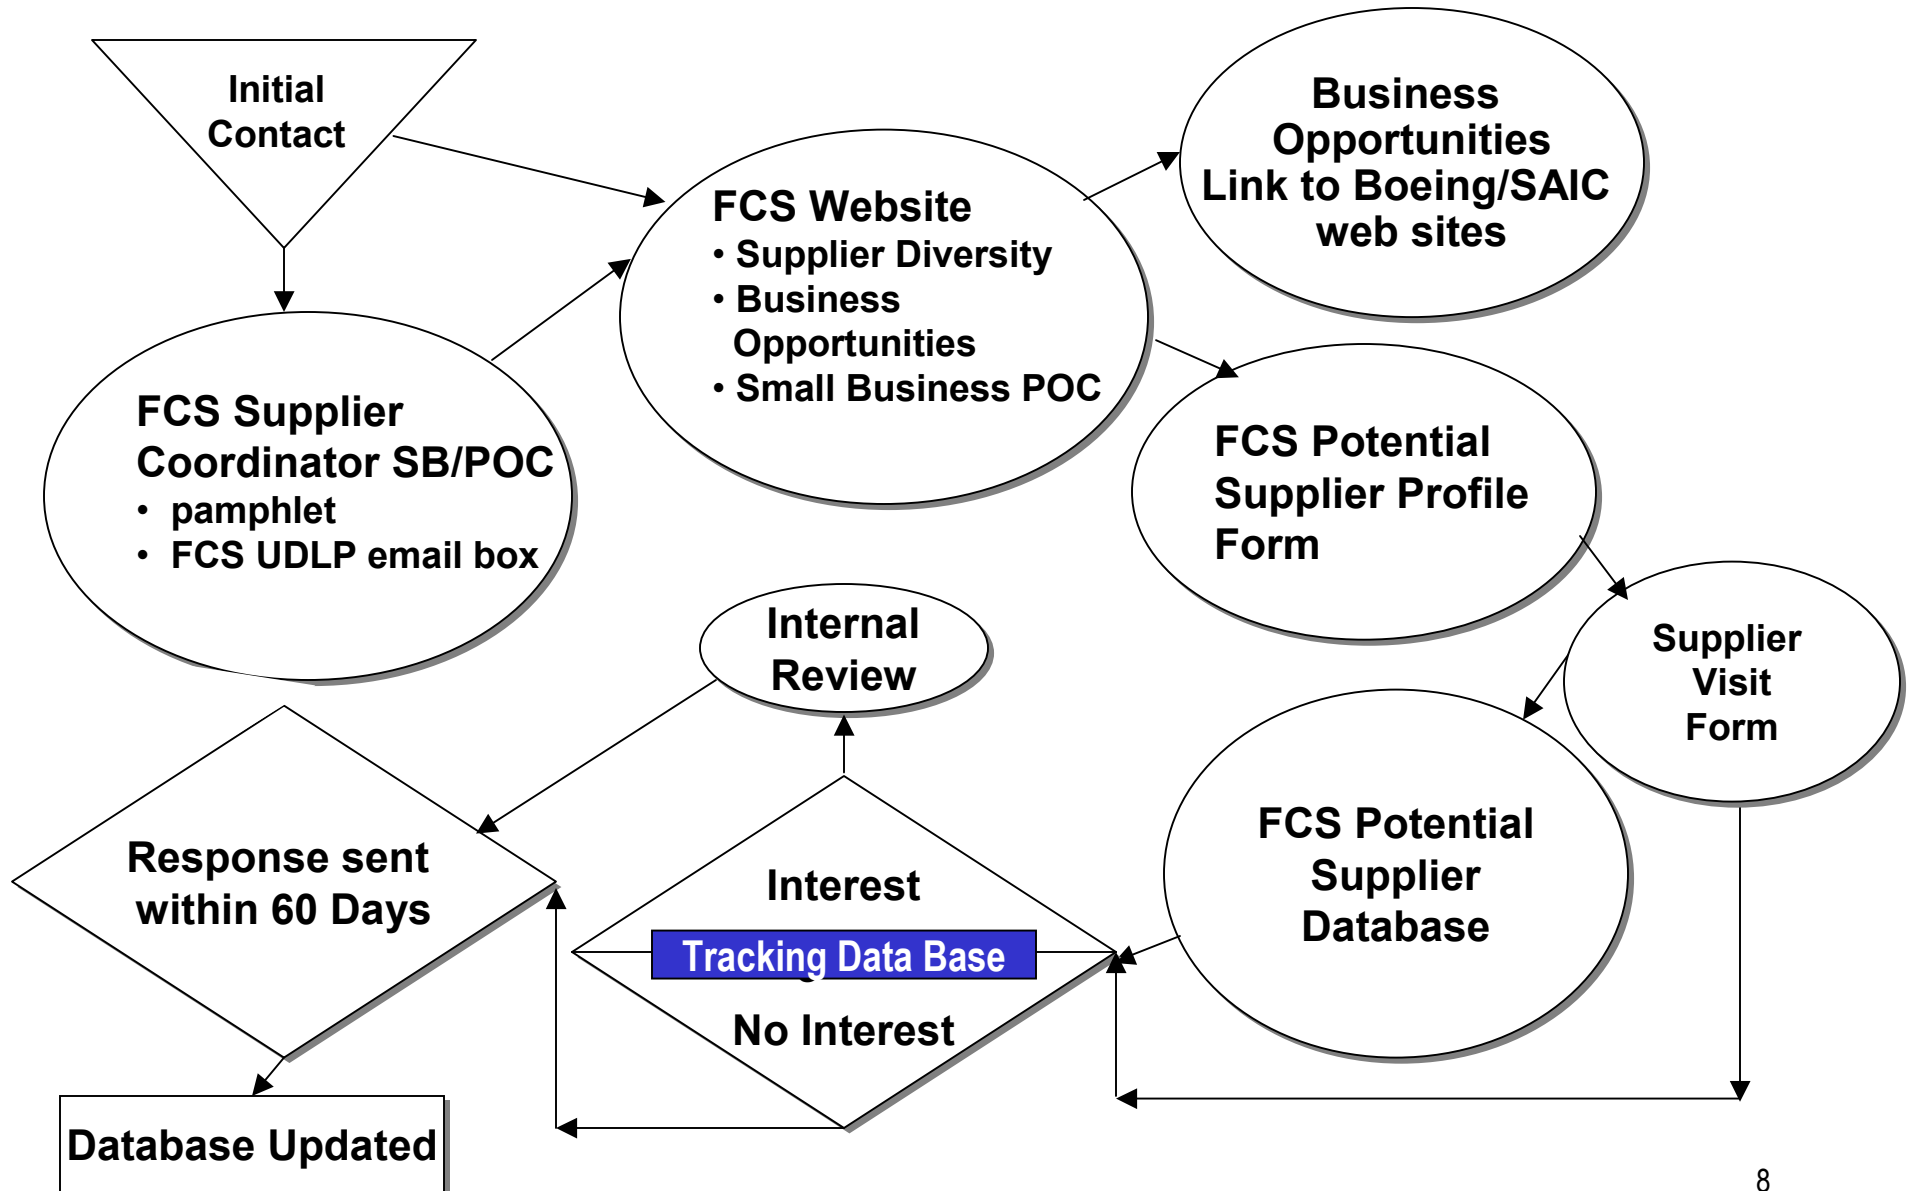 Initial
Contact
Business
Opportunities
Link to Boeing/SAIC
web sites
FCS Website
• Supplier Diversity
• Business
Opportunities
• Small Business POC
FCS Supplier
Coordinator SB/POC
• pamphlet
• FCS UDLP email box
FCS Potential
Supplier Profile
Form
Internal
Review
Supplier
Visit
Form
Response sent
within 60 Days
Interest
Tracking Data Base
No Interest
FCS Potential
Supplier
Database
Database Updated
8